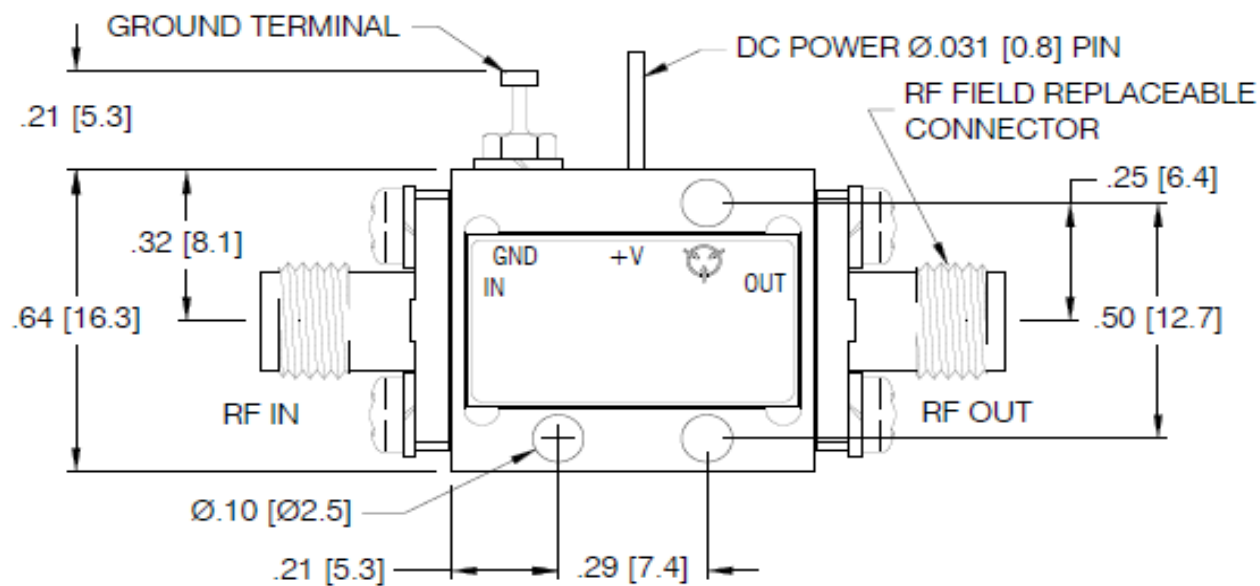 GROUND TERMINAL
DC POWER Ø.031 [0.8] PIN
.21 [5.3]
RF FIELD REPLACEABLE
CONNECTOR
.25 [6.4]
.32 [8.1]
GND
+V
IN
OUT
.64 [16.3]
.50 [12.7]
RF IN
RF OUT
Ø.10 [Ø2.5]
.21 [5.3]
.29 [7.4]